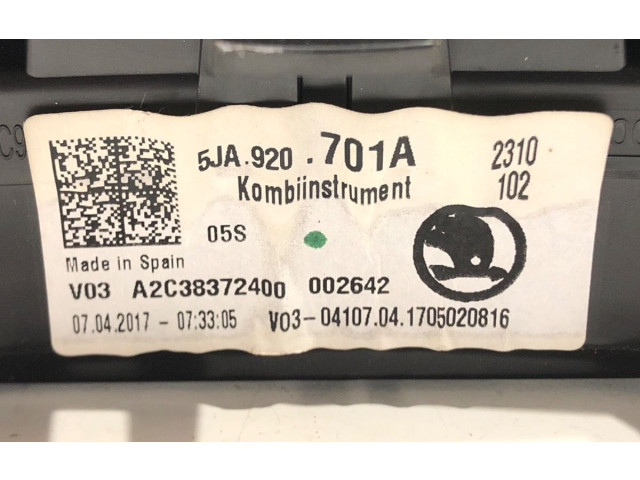 5JA.920 .701A 2310
Kombiinstrument 102
05S
Made in Spain
V03 A2C38372400 002642
07.04.2017 - 07:33:05 V03-04107.04.1705020816